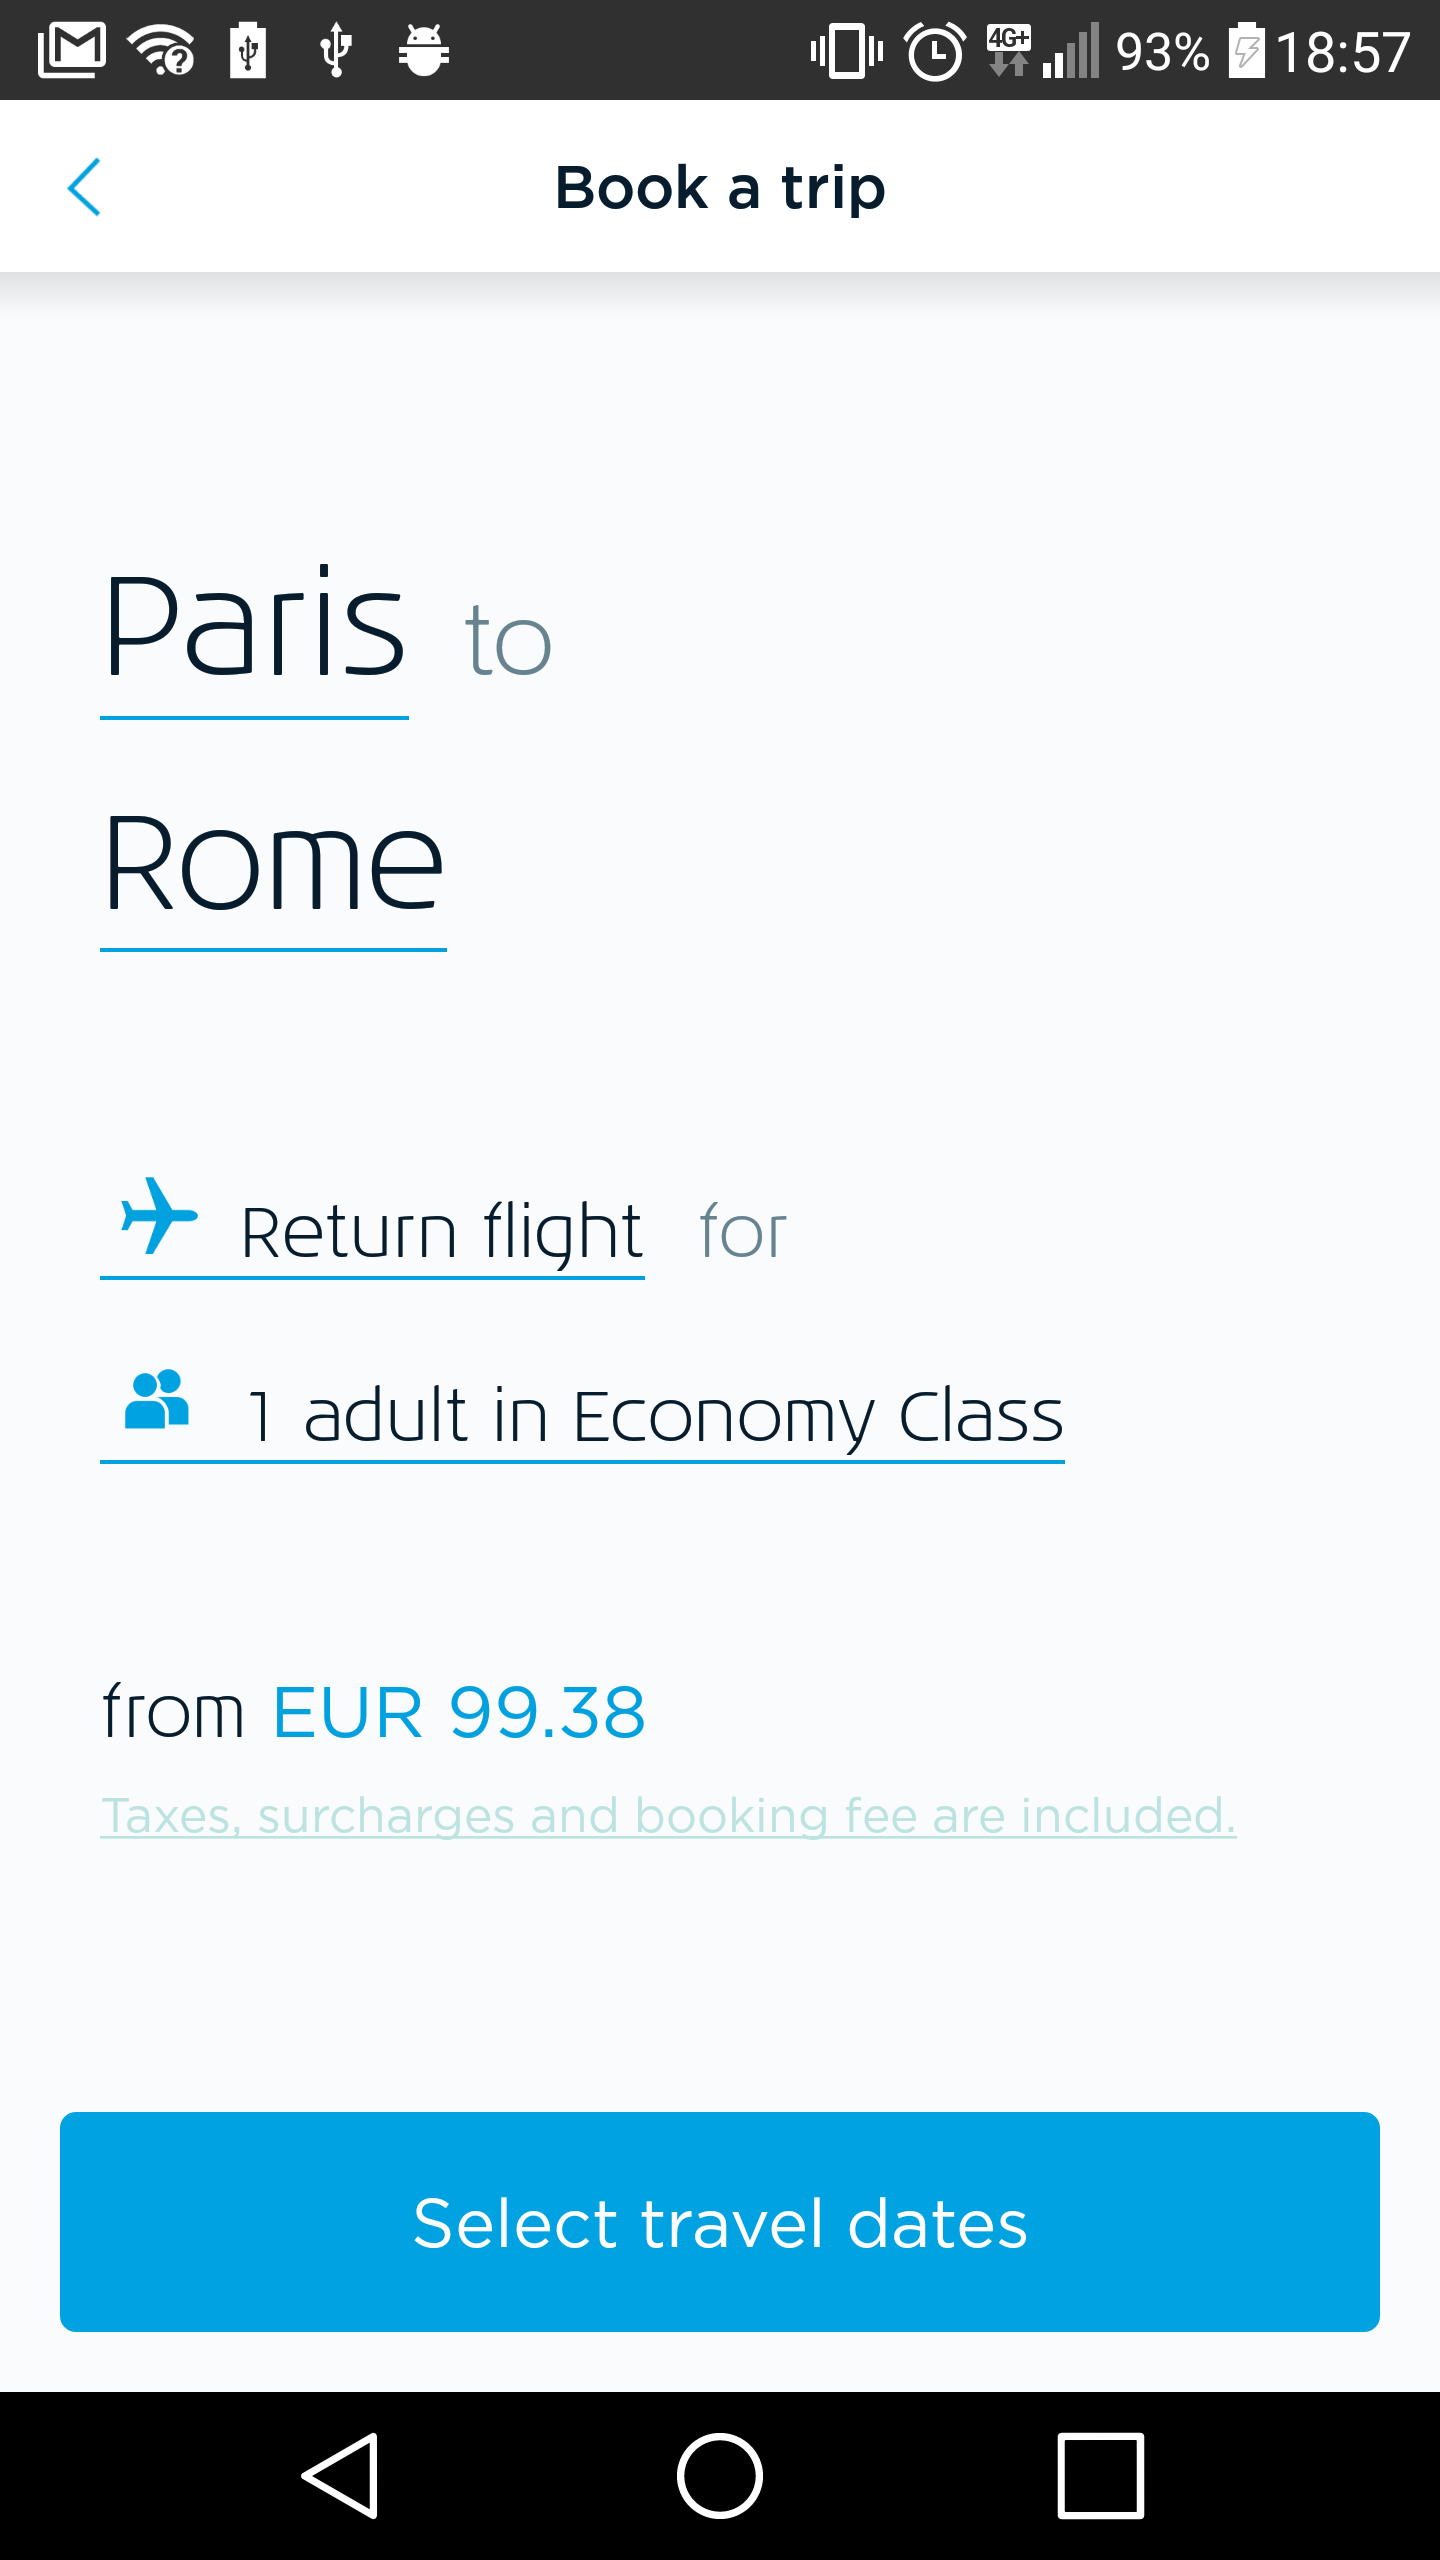 4G+ 93% 18:57
Book a trip
Paris to
Rome
Return flight for
1 adult in Economy Class
from EUR 99.38
Taxes, surcharges and booking fee are included.
Select travel dates